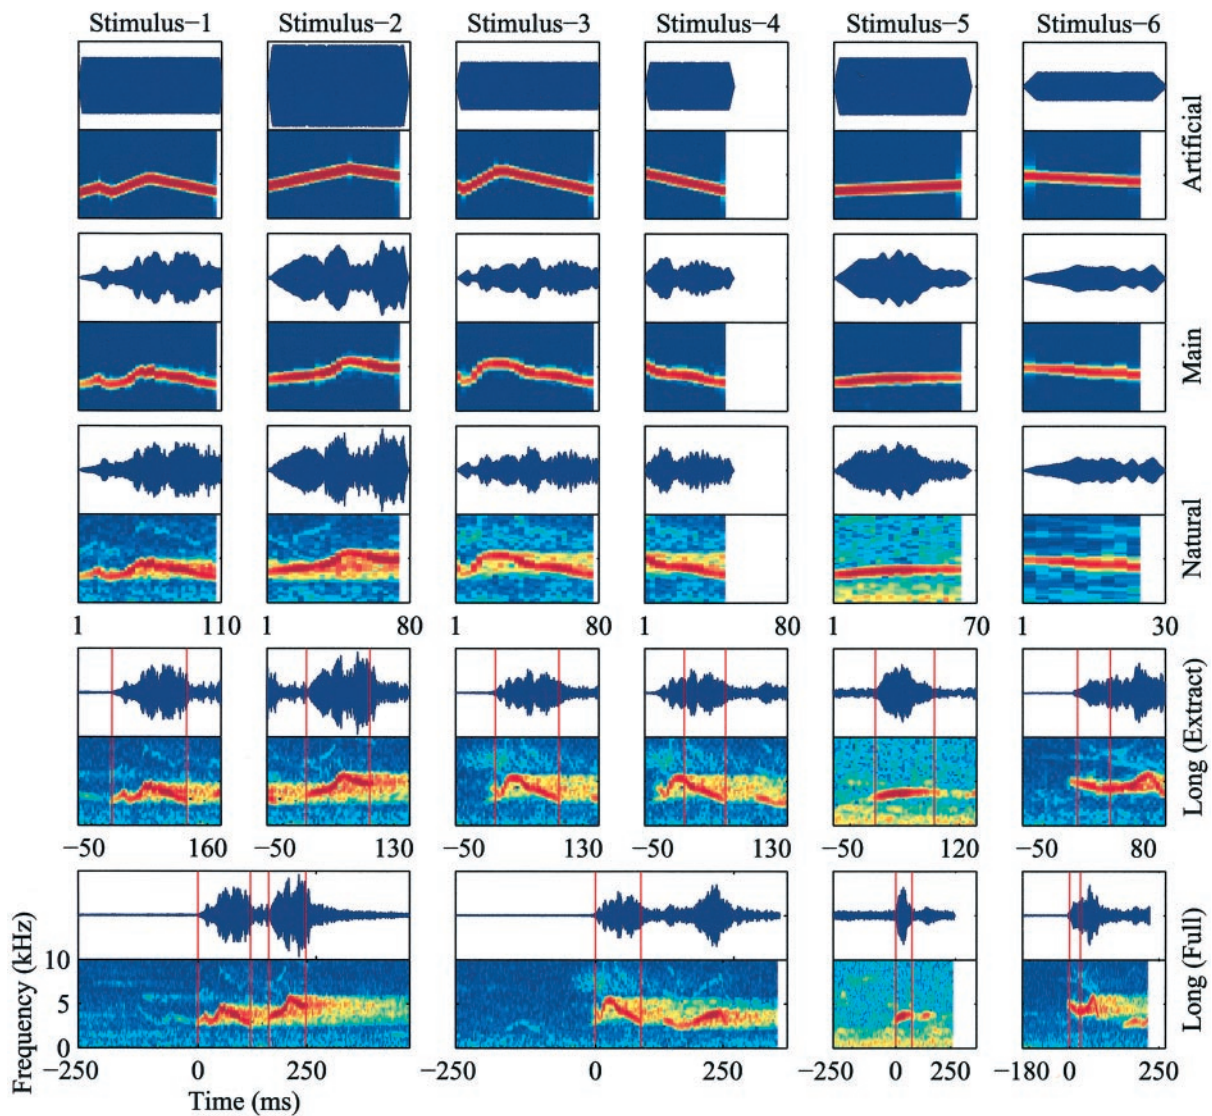 Stimulus−1 Stimulus−2 Stimulus−3 Stimulus−4 Stimulus−5 Stimulus−6
Artificial
Main
Natural
1 110 1 80 1 80 1 70 1 30
Long (Extract)
−50 160 −50 130 −50 130 −50 130 −50 120 −50 80
Long (Full)
Frequency (kHz)
10
5
0
−250 0 250 −250 0 250 −250 0 250 −180 0 250
Time (ms)